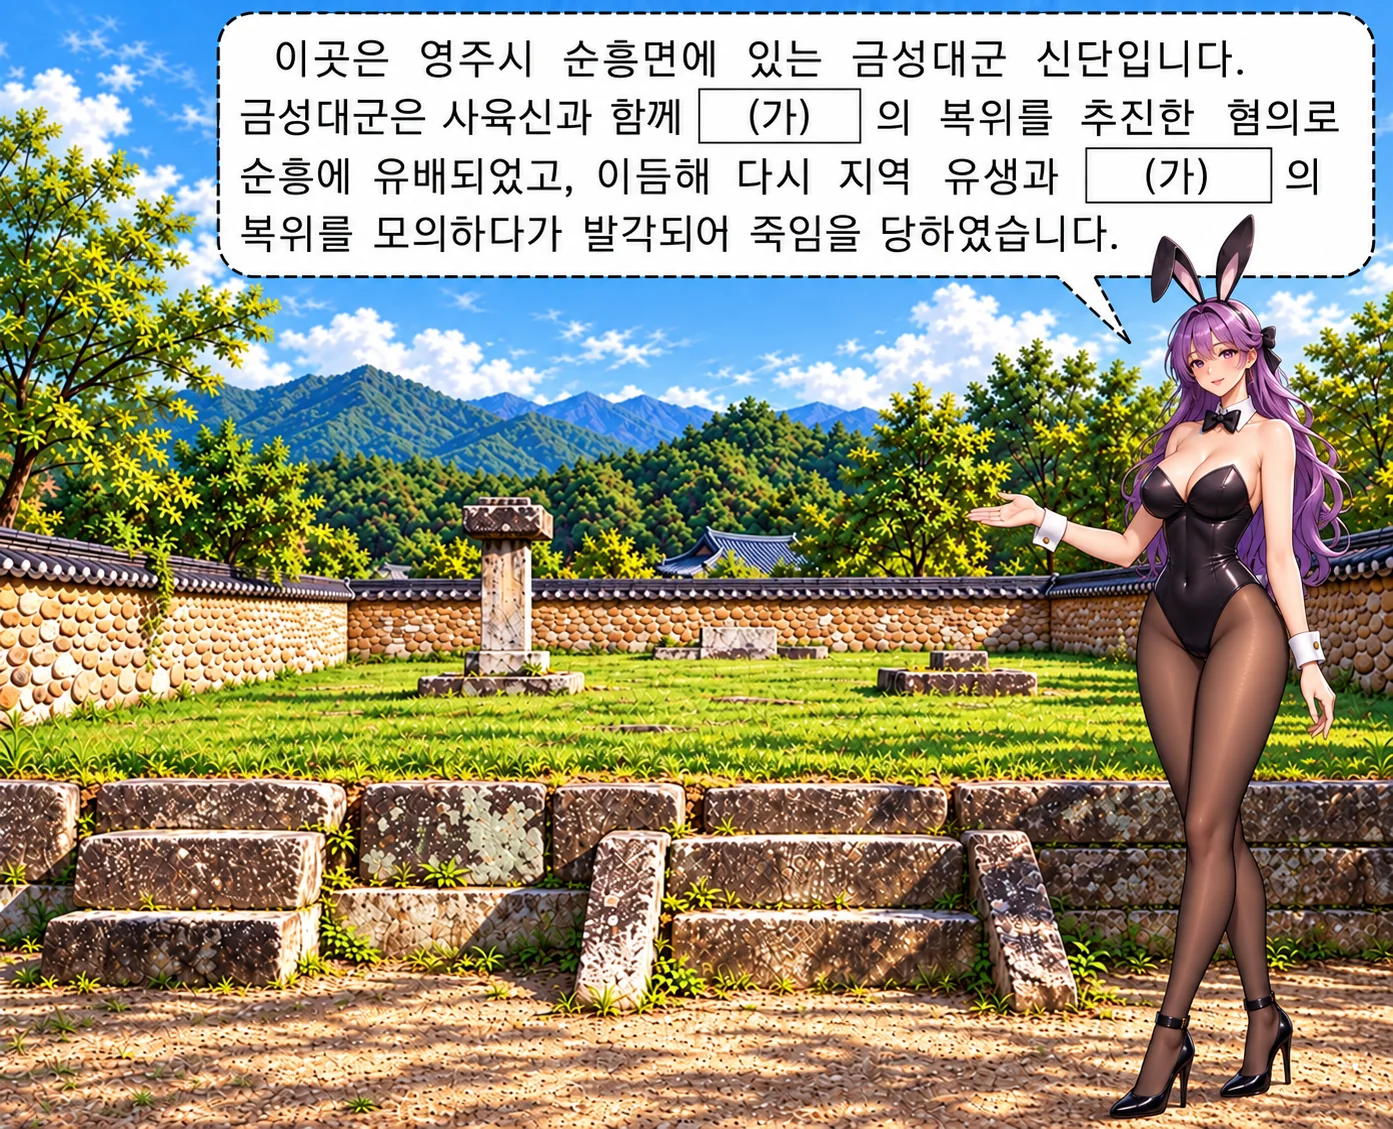 이곳은 영주시 순흥면에 있는 금성대군 신단입니다.
금성대군은 사육신과 함께 (가) 의 복위를 추진한 혐의로
순흥에 유배되었고, 이듬해 다시 지역 유생과 (가) 의
복위를 모의하다가 발각되어 죽임을 당하였습니다.